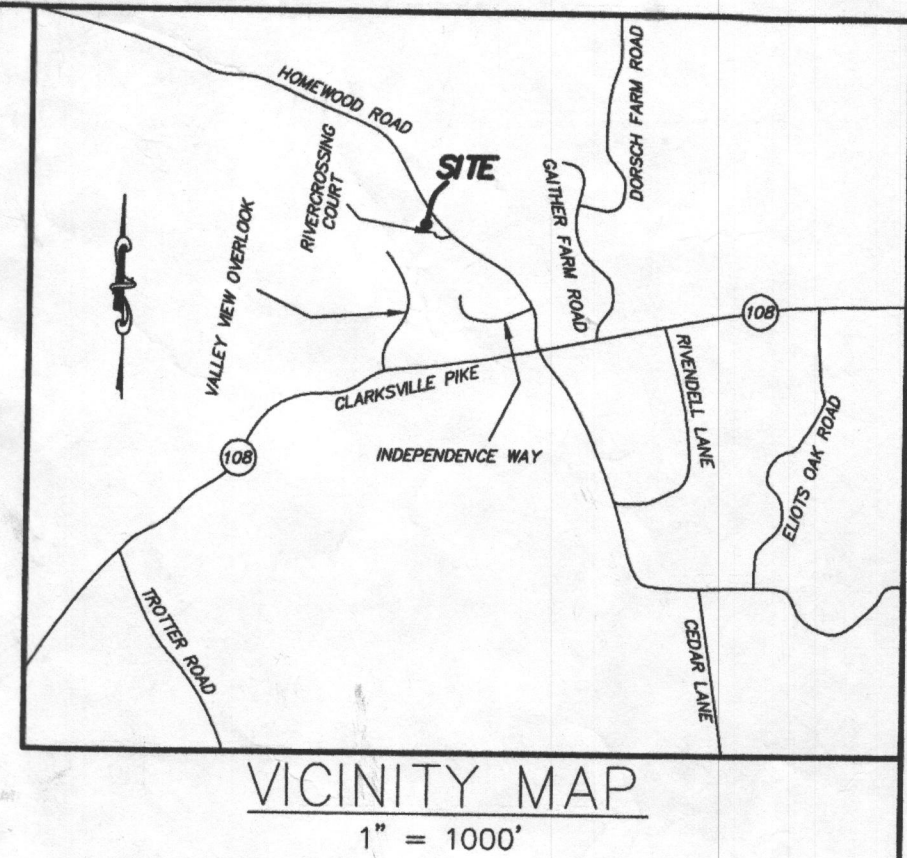 HOMEWOOD ROAD
DORSCH FARM ROAD
RIVERCROSSING
COURT
SITE
GAITHER FARM ROAD
VALLEY VIEW OVERLOOK
108
CLARKSVILLE PIKE
RIVENDELL LANE
INDEPENDENCE WAY
108
ELIOTS OAK ROAD
TROTTER ROAD
CEDAR LANE
VICINITY MAP
1" = 1000'